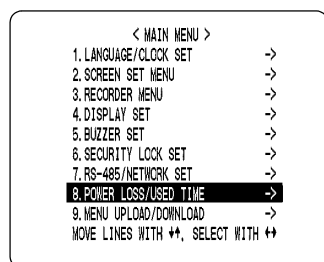 < MAIN MENU >
1. LANGUAGE/CLOCK SET ->
2. SCREEN SET MENU ->
3. RECORDER MENU ->
4. DISPLAY SET ->
5. BUZZER SET ->
6. SECURITY LOCK SET ->
7. RS-485/NETWORK SET ->
8. POWER LOSS/USED TIME ->
9. MENU UPLOAD/DOWNLOAD ->
MOVE LINES WITH ↓↑, SELECT WITH ←→